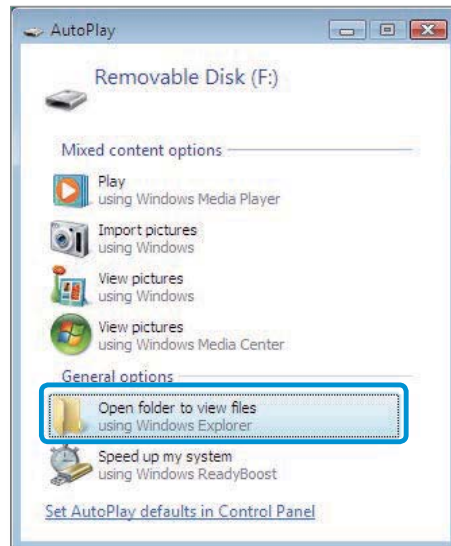 AutoPlay
Removable Disk (F:)
Mixed content options
Play
using Windows Media Player
Import pictures
using Windows
View pictures
using Windows
View pictures
using Windows Media Center
General options
Open folder to view files
using Windows Explorer
Speed up my system
using Windows ReadyBoost
Set AutoPlay defaults in Control Panel